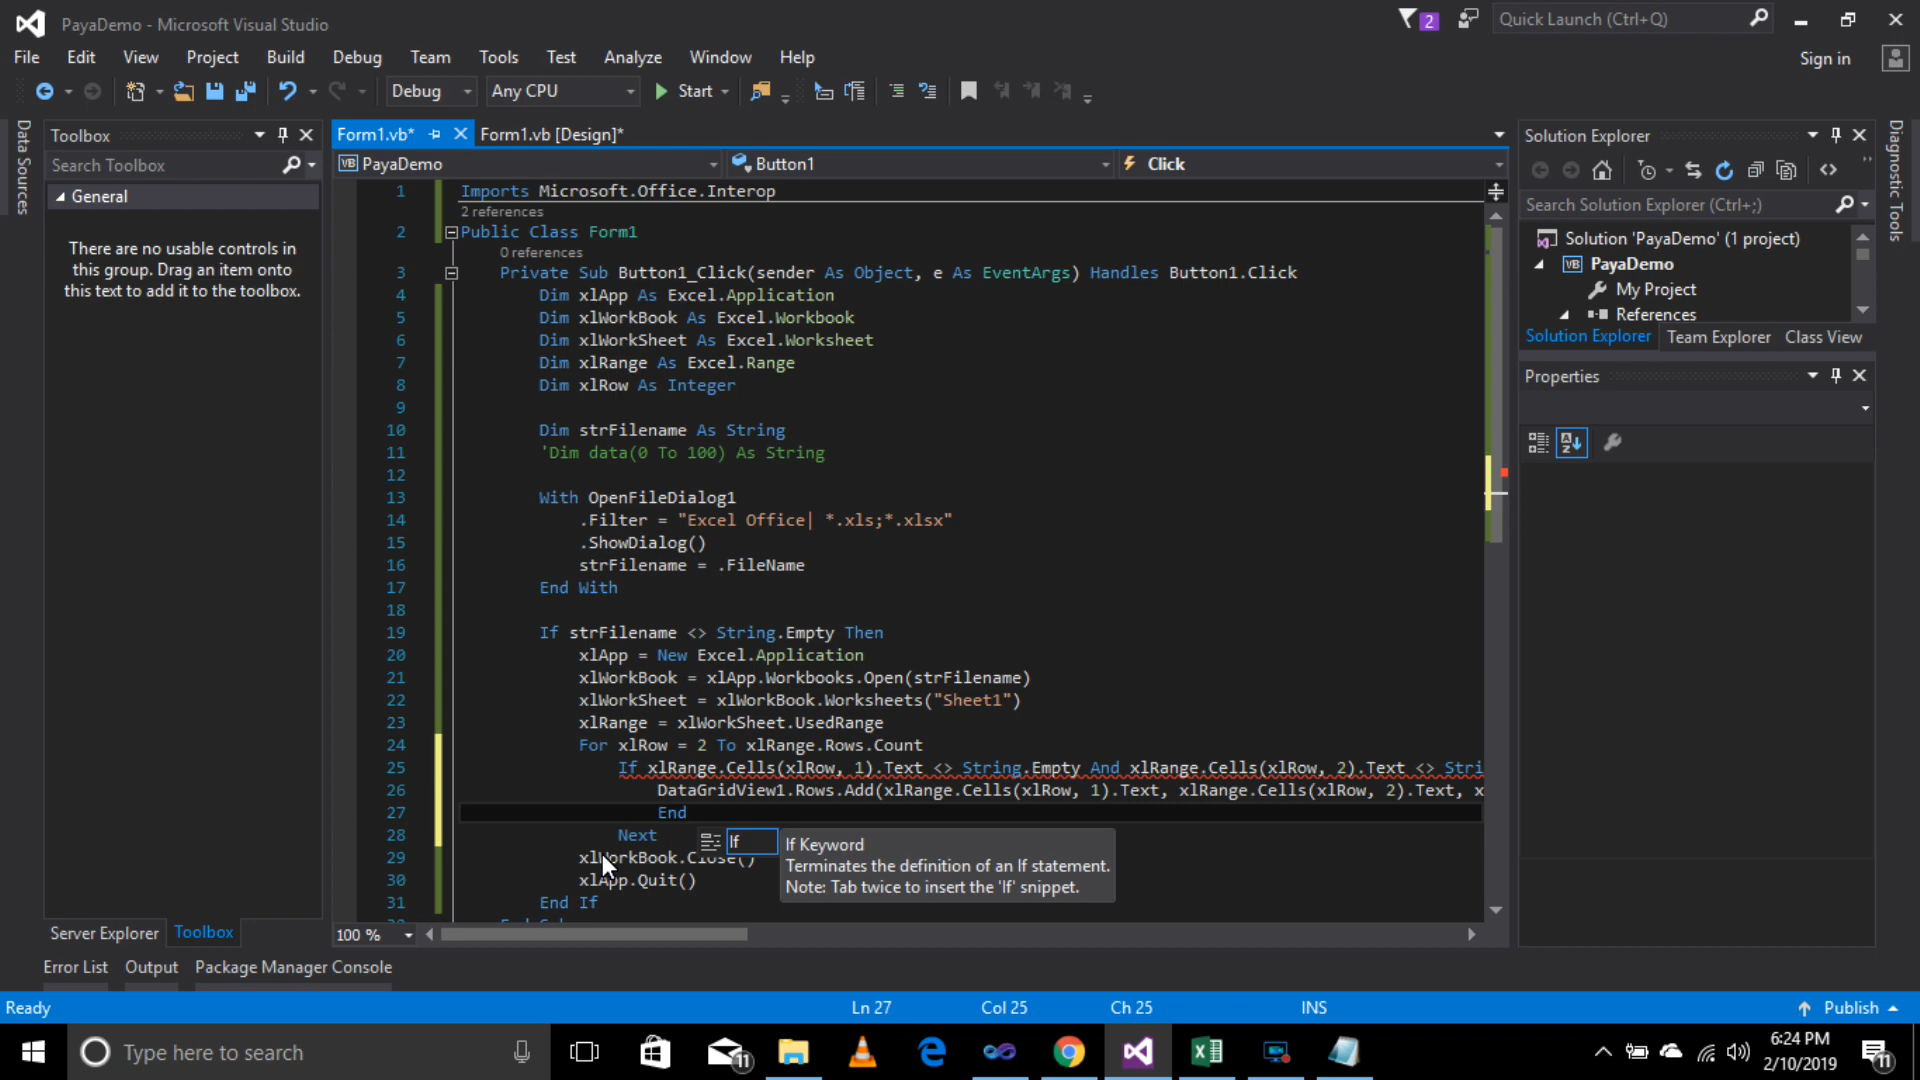 PayaDemo - Microsoft Visual Studio
2
Quick Launch (Ctrl+Q)
File Edit View Project Build Debug Team Tools Test Analyze Window Help
Sign in
Debug Any CPU Start
Data Sources
Toolbox
Search Toolbox
General
There are no usable controls in
this group. Drag an item onto
this text to add it to the toolbox.
Server Explorer Toolbox
Form1.vb* Form1.vb [Design]*
VB PayaDemo Button1 Click
1 Imports Microsoft.Office.Interop
2 references
2 Public Class Form1
0 references
3 Private Sub Button1_Click(sender As Object, e As EventArgs) Handles Button1.Click
4 Dim xlApp As Excel.Application
5 Dim xlWorkBook As Excel.Workbook
6 Dim xlWorkSheet As Excel.Worksheet
7 Dim xlRange As Excel.Range
8 Dim xlRow As Integer
9
10 Dim strFilename As String
11 'Dim data(0 To 100) As String
12
13 With OpenFileDialog1
14 .Filter = "Excel Office| *.xls;*.xlsx"
15 .ShowDialog()
16 strFilename = .FileName
17 End With
18
19 If strFilename <> String.Empty Then
20 xlApp = New Excel.Application
21 xlWorkBook = xlApp.Workbooks.Open(strFilename)
22 xlWorkSheet = xlWorkBook.Worksheets("Sheet1")
23 xlRange = xlWorkSheet.UsedRange
24 For xlRow = 2 To xlRange.Rows.Count
25 If xlRange.Cells(xlRow, 1).Text <> String.Empty And xlRange.Cells(xlRow, 2).Text <> Stri
26 DataGridView1.Rows.Add(xlRange.Cells(xlRow, 1).Text, xlRange.Cells(xlRow, 2).Text, x
27 End
28 Next
29 xlWorkBook.Close()
30 xlApp.Quit()
31 End If
If
If Keyword
Terminates the definition of an If statement.
Note: Tab twice to insert the 'If' snippet.
100 %
Solution Explorer
Search Solution Explorer (Ctrl+;)
Solution 'PayaDemo' (1 project)
VB PayaDemo
My Project
References
Solution Explorer Team Explorer Class View
Properties
Diagnostic Tools
Error List Output Package Manager Console
Ready Ln 27 Col 25 Ch 25 INS Publish
Type here to search
11
6:24 PM
2/10/2019
11